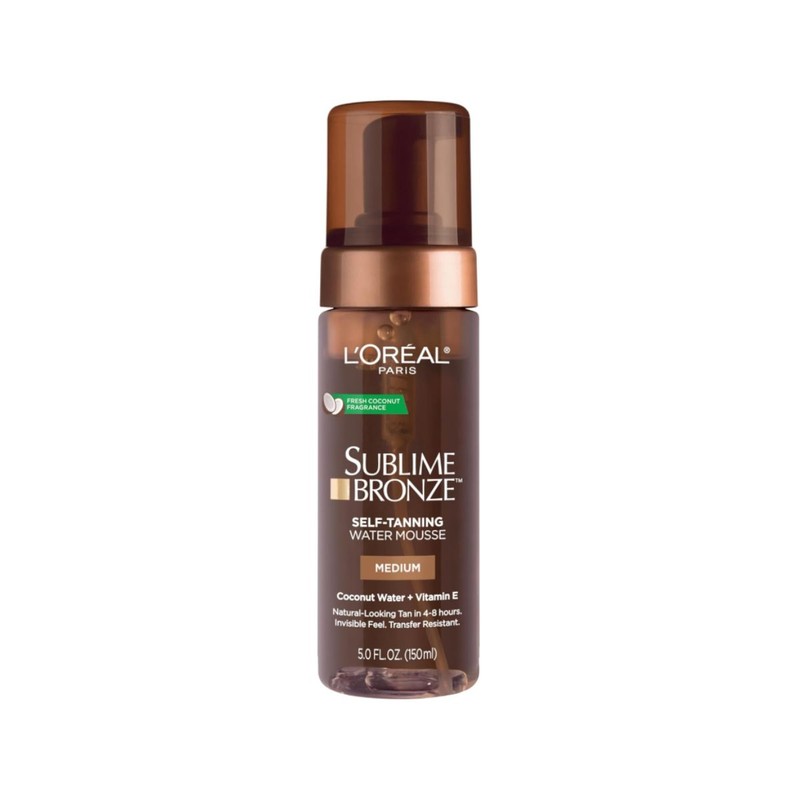 L'ORÉAL®
PARIS
FRESH COCONUT
FRAGRANCE
SUBLIME
BRONZE™
SELF-TANNING
WATER MOUSSE
MEDIUM
Coconut Water + Vitamin E
Natural-Looking Tan in 4-8 hours.
Invisible Feel. Transfer Resistant.
5.0 FL.OZ. (150ml)